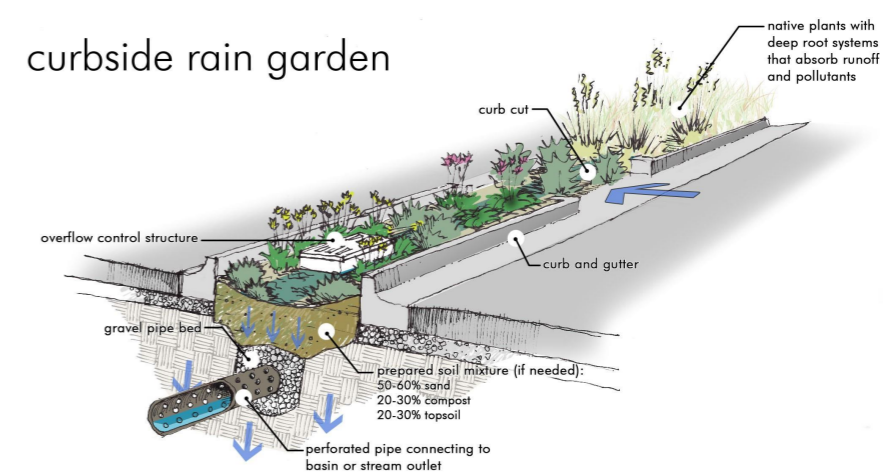 curbside rain garden
native plants with
deep root systems
that absorb runoff
and pollutants
curb cut
overflow control structure
curb and gutter
gravel pipe bed
prepared soil mixture (if needed):
50-60% sand
20-30% compost
20-30% topsoil
perforated pipe connecting to
basin or stream outlet